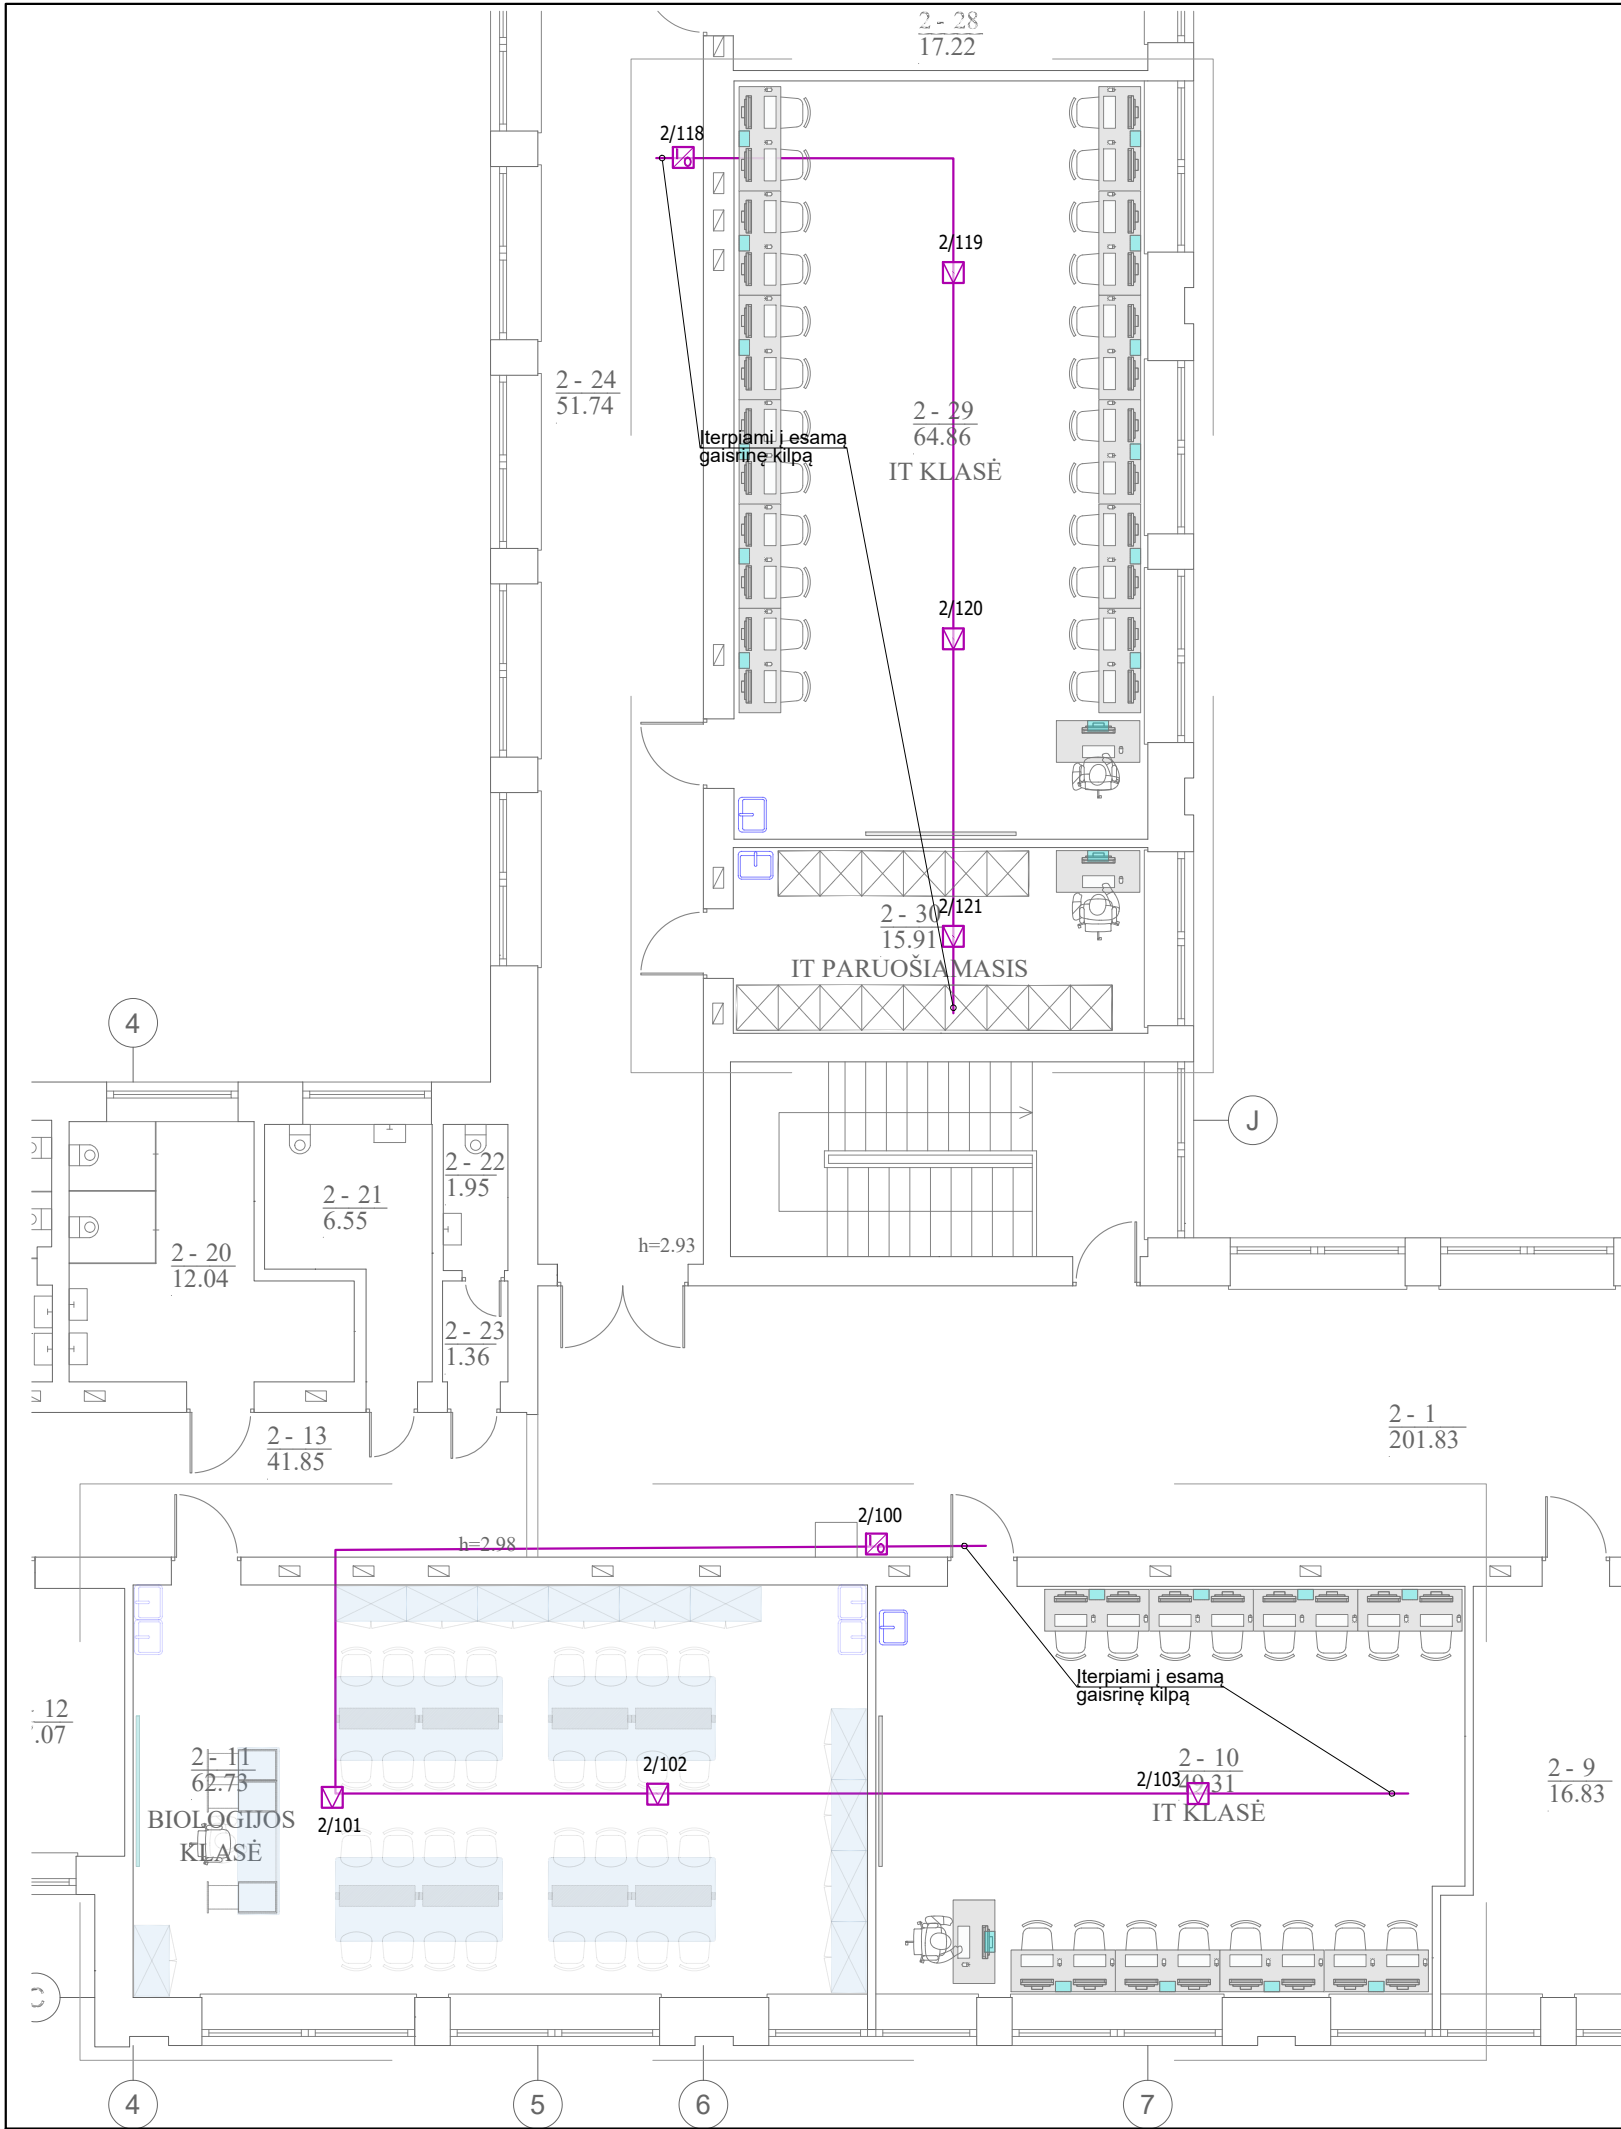 2 - 28
17.22
2/118
2/119
2 - 24
51.74
2 - 29
64.86
IT KLASĖ
Įterpiami į esamą
gaisrinę kilpą
2/120
2/121
2 - 30
15.91
IT PARUOŠIAMASIS
4
J
2 - 22
1.95
2 - 21
6.55
2 - 20
12.04
h=2.93
2 - 23
1.36
2 - 1
201.83
2 - 13
41.85
2/100
h=2.98
Įterpiami į esamą
gaisrinę kilpą
12
.07
2 - 11
62.73
BIOLOGIJOS
KLASĖ
2/101
2/102
2/103
2 - 10
49.31
IT KLASĖ
2 - 9
16.83
C
4
5
6
7